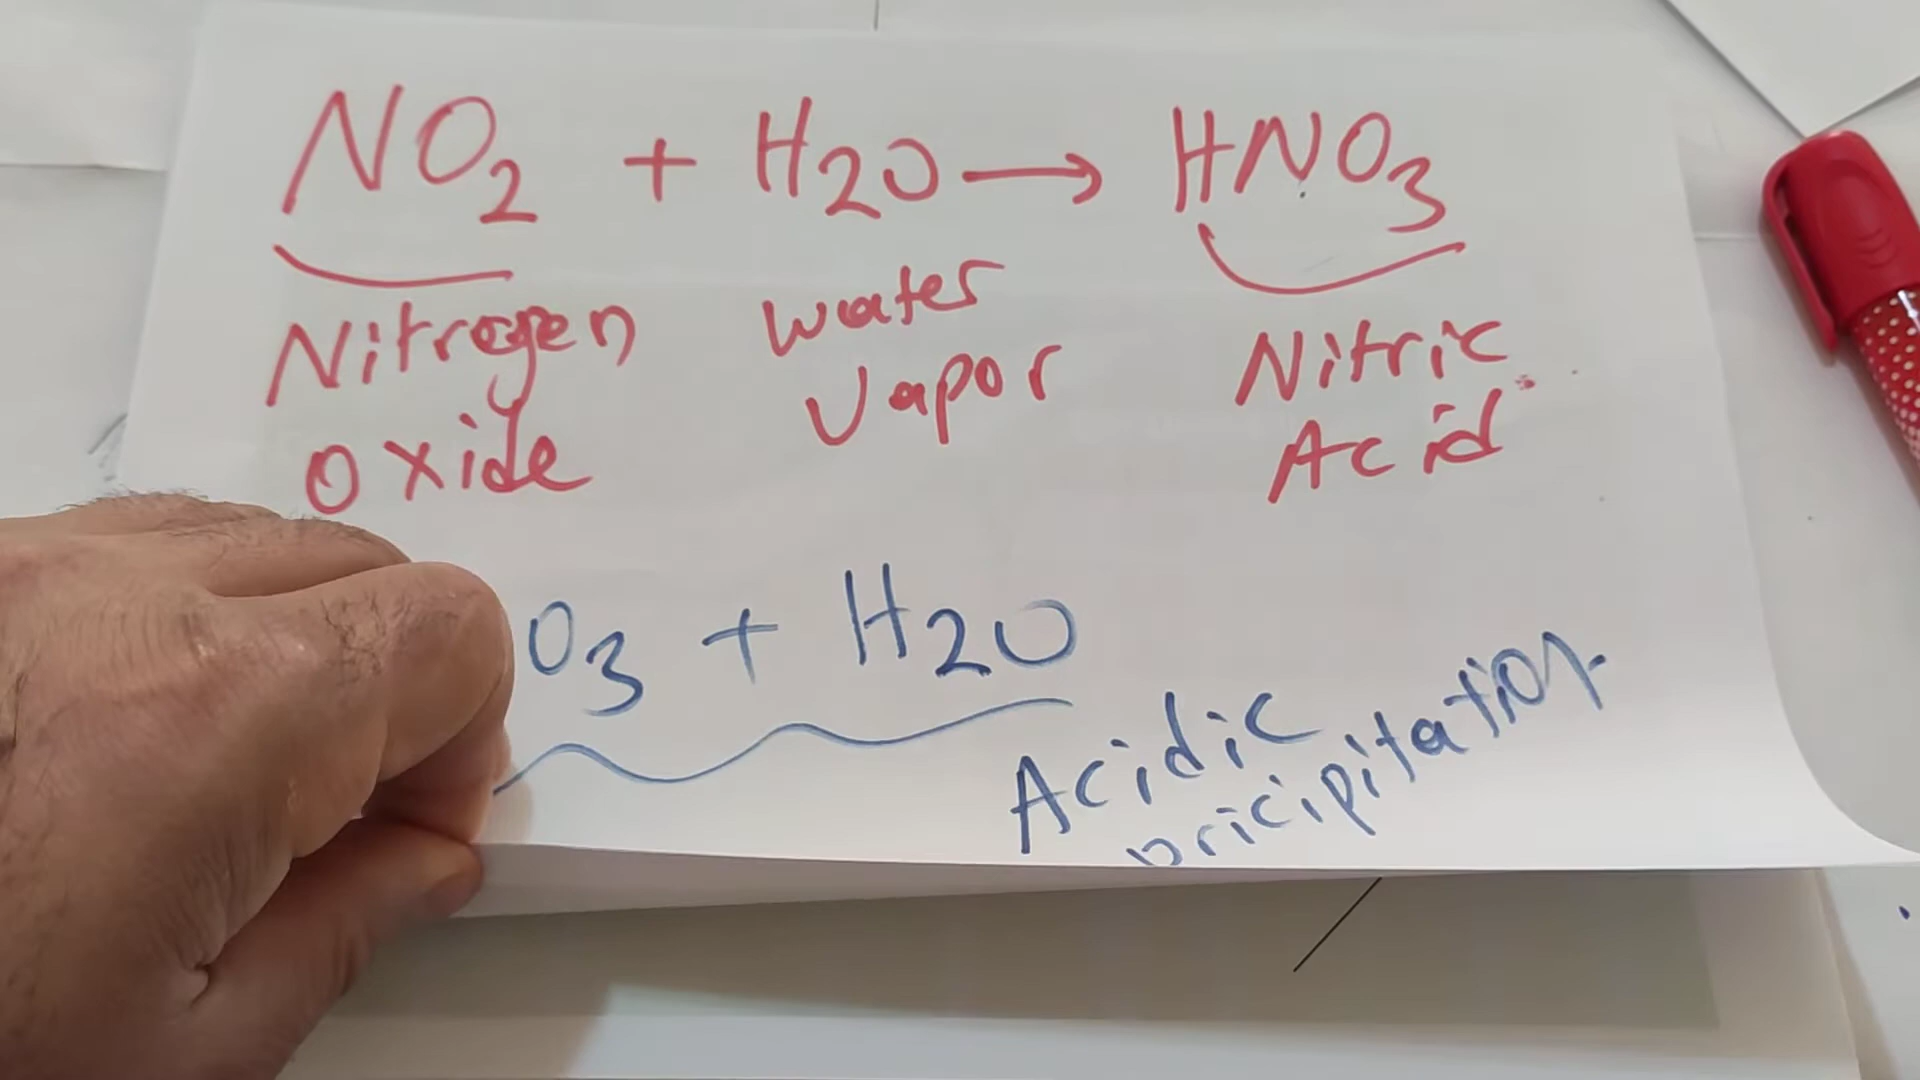 NO2 + H2O → HNO3
Nitrogen Oxide
water Vapor
Nitric Acid
O3 + H2O
Acidic
pricipitation